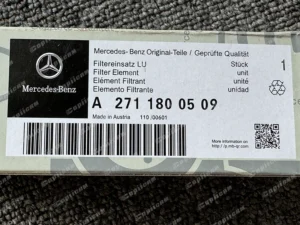 Mercedes-Benz Original-Teile / Geprüfte Qualität
Mercedes-Benz
Filtereinsatz LU
Filter Element
Elément Filtrant
Elemento Filtrante
Stück
unit
unité
unidad
1
A 271 180 05 09
Made in Austria 110 /00601